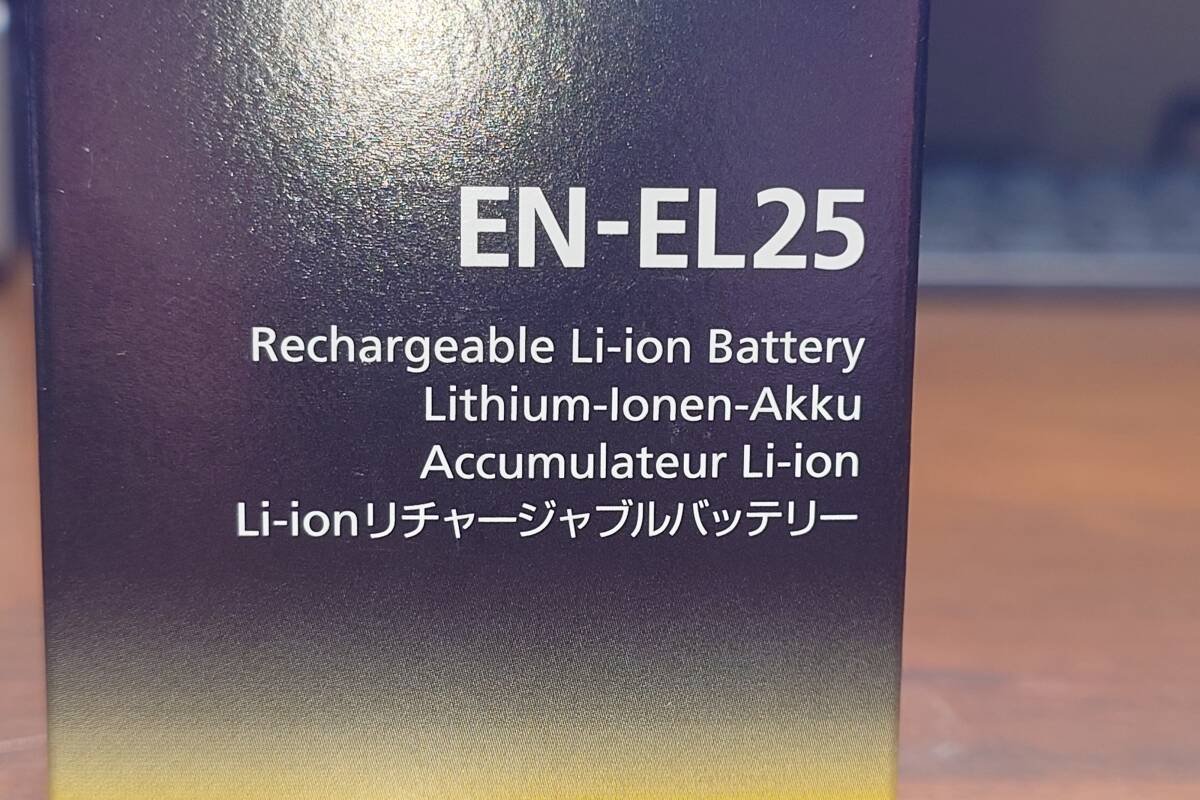 EN-EL25
Rechargeable Li-ion Battery
Lithium-Ionen-Akku
Accumulateur Li-ion
Li-ionリチャージャブルバッテリー